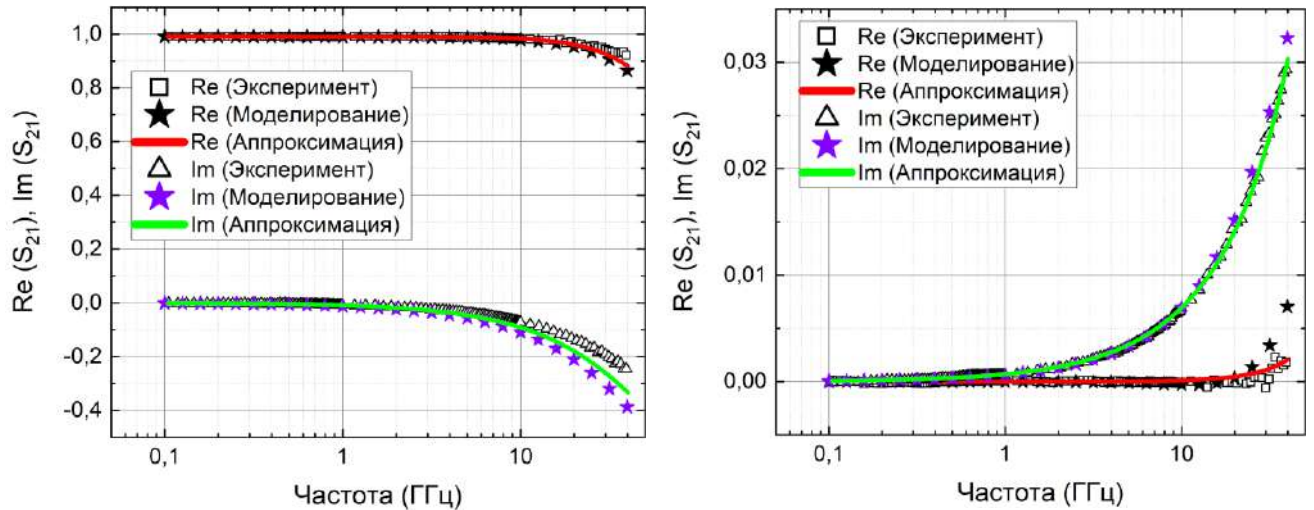 Re (S21), Im (S21)
1,0
0,8
0,6
0,4
0,2
0,0
-0,2
-0,4
Re (Эксперимент)
Re (Моделирование)
Re (Аппроксимация)
Im (Эксперимент)
Im (Моделирование)
Im (Аппроксимация)
0,1 1 10
Частота (ГГц)
Re (S21), Im (S21)
0,03
0,02
0,01
0,00
Re (Эксперимент)
Re (Моделирование)
Re (Аппроксимация)
Im (Эксперимент)
Im (Моделирование)
Im (Аппроксимация)
0,1 1 10
Частота (ГГц)